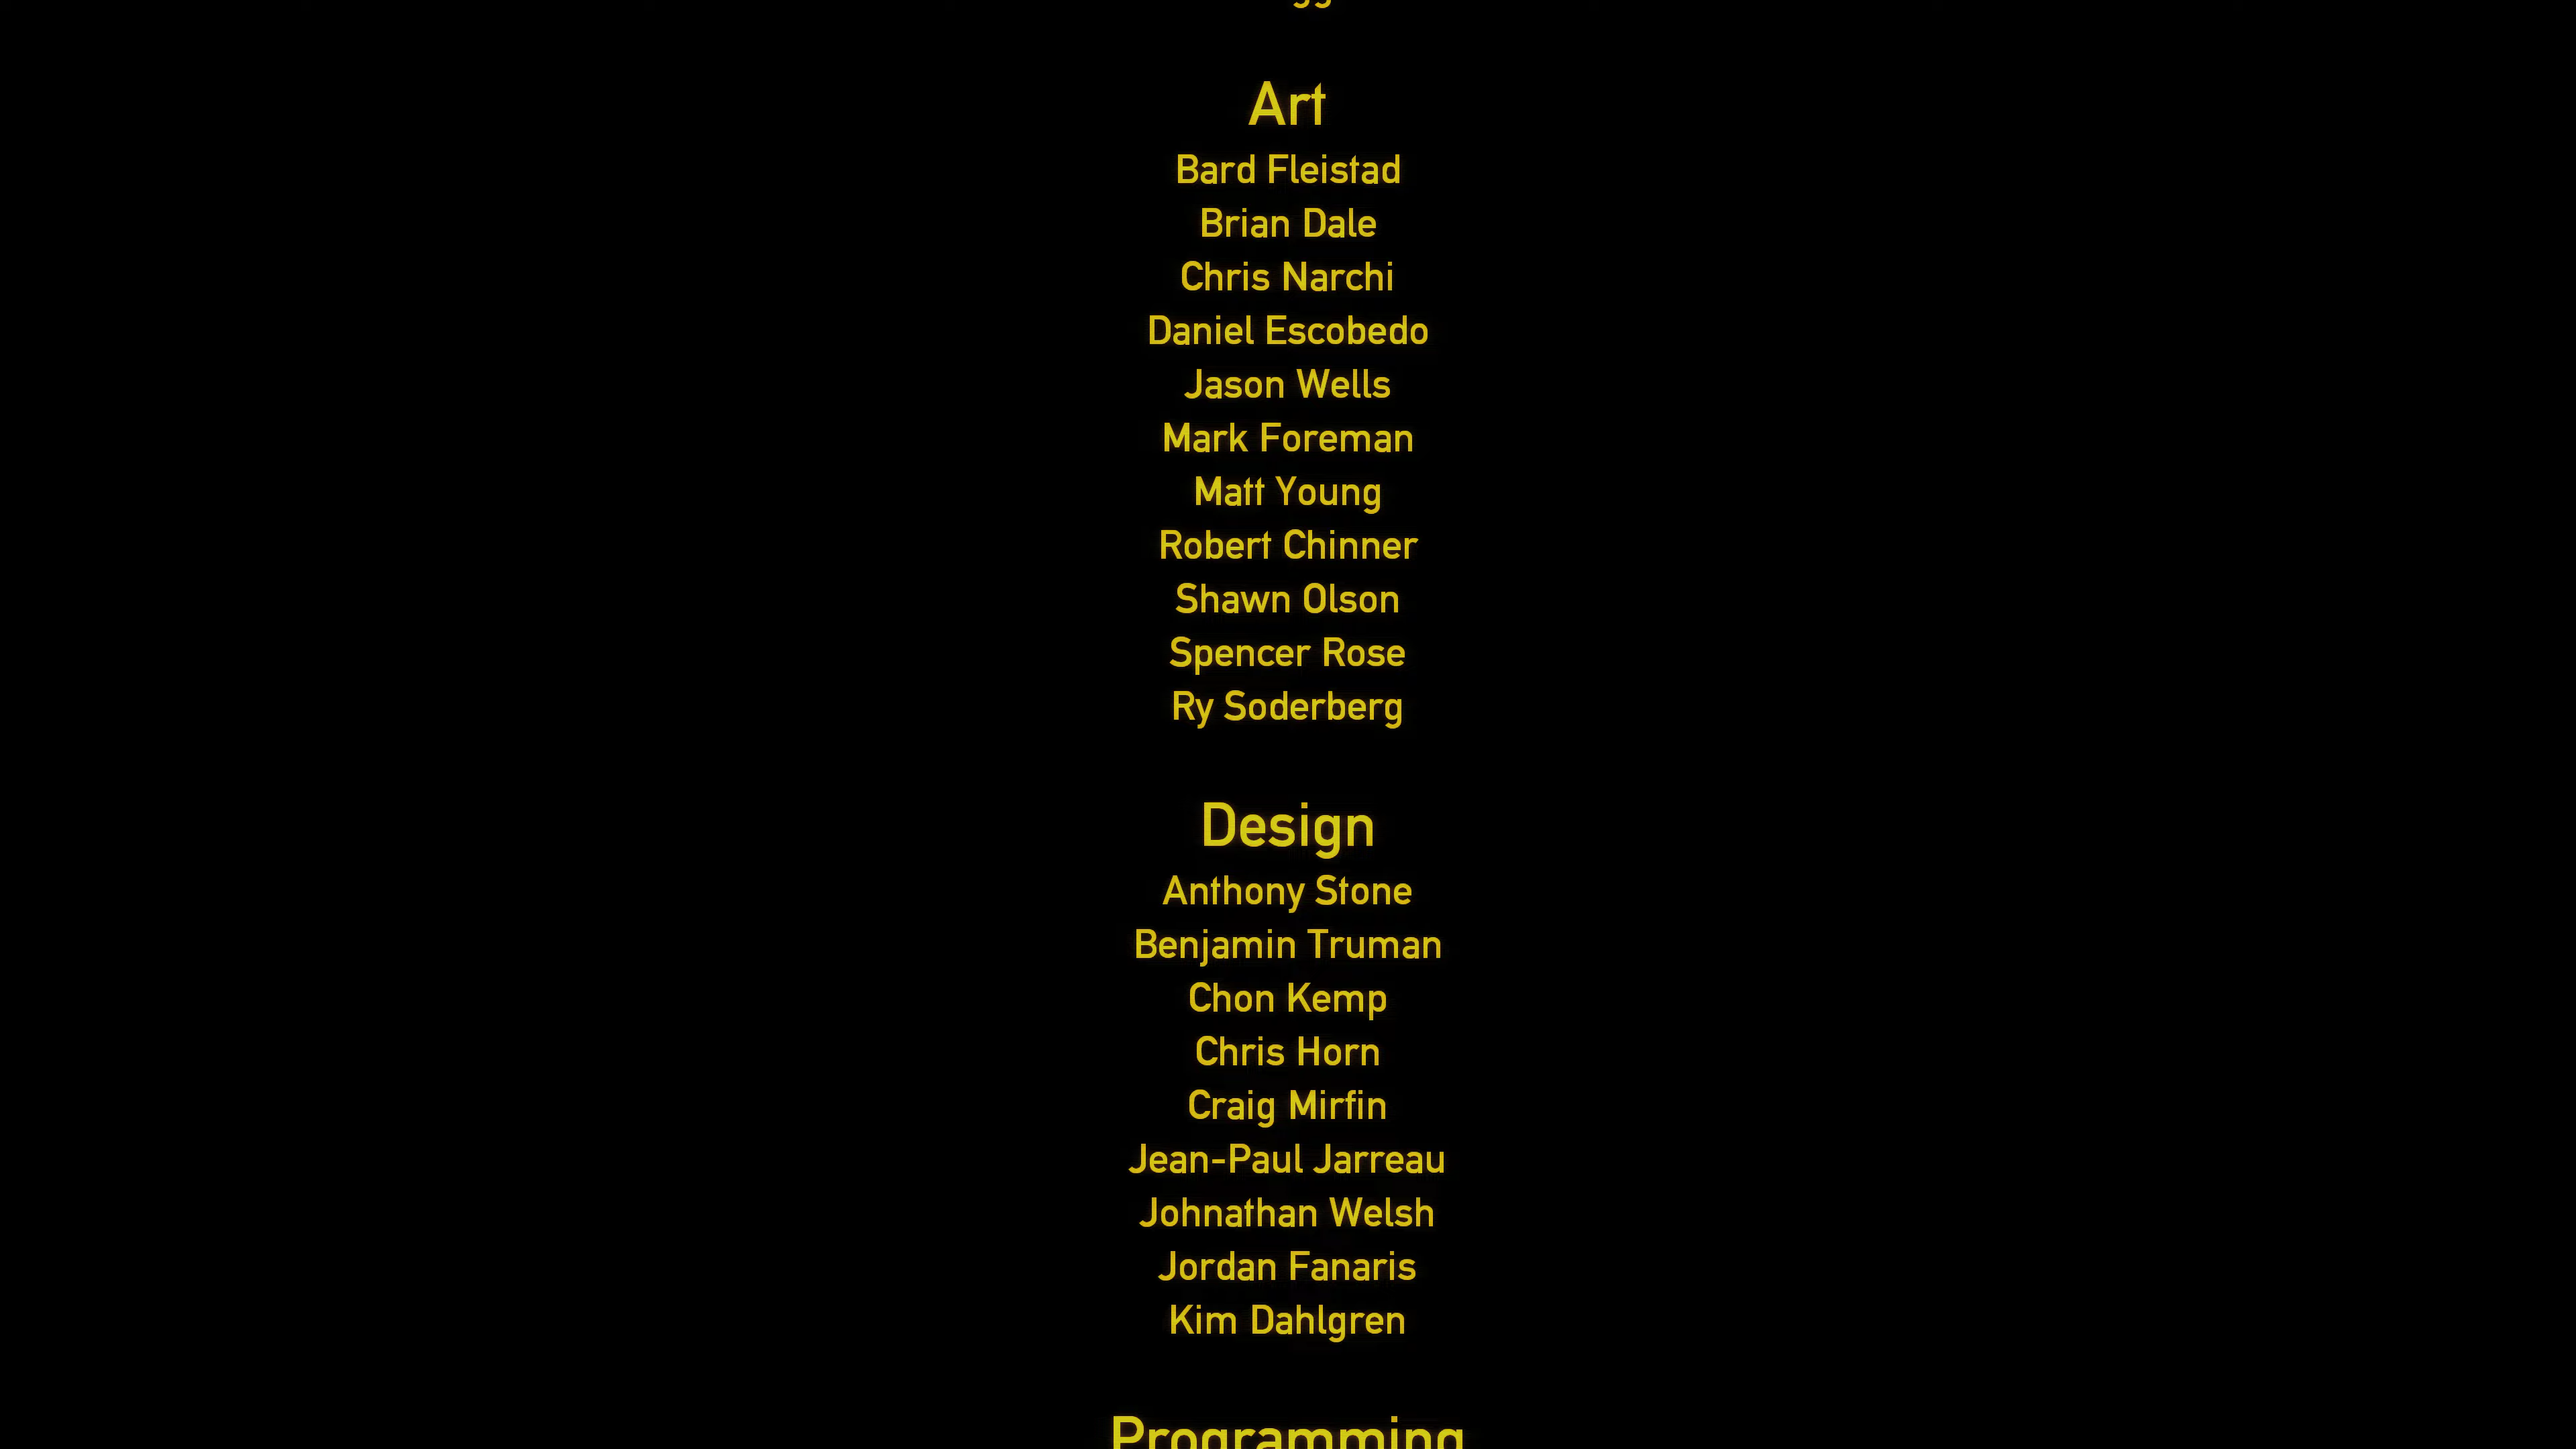 Art
Bard Fleistad
Brian Dale
Chris Narchi
Daniel Escobedo
Jason Wells
Mark Foreman
Matt Young
Robert Chinner
Shawn Olson
Spencer Rose
Ry Soderberg
Design
Anthony Stone
Benjamin Truman
Chon Kemp
Chris Horn
Craig Mirfin
Jean-Paul Jarreau
Johnathan Welsh
Jordan Fanaris
Kim Dahlgren
Programming